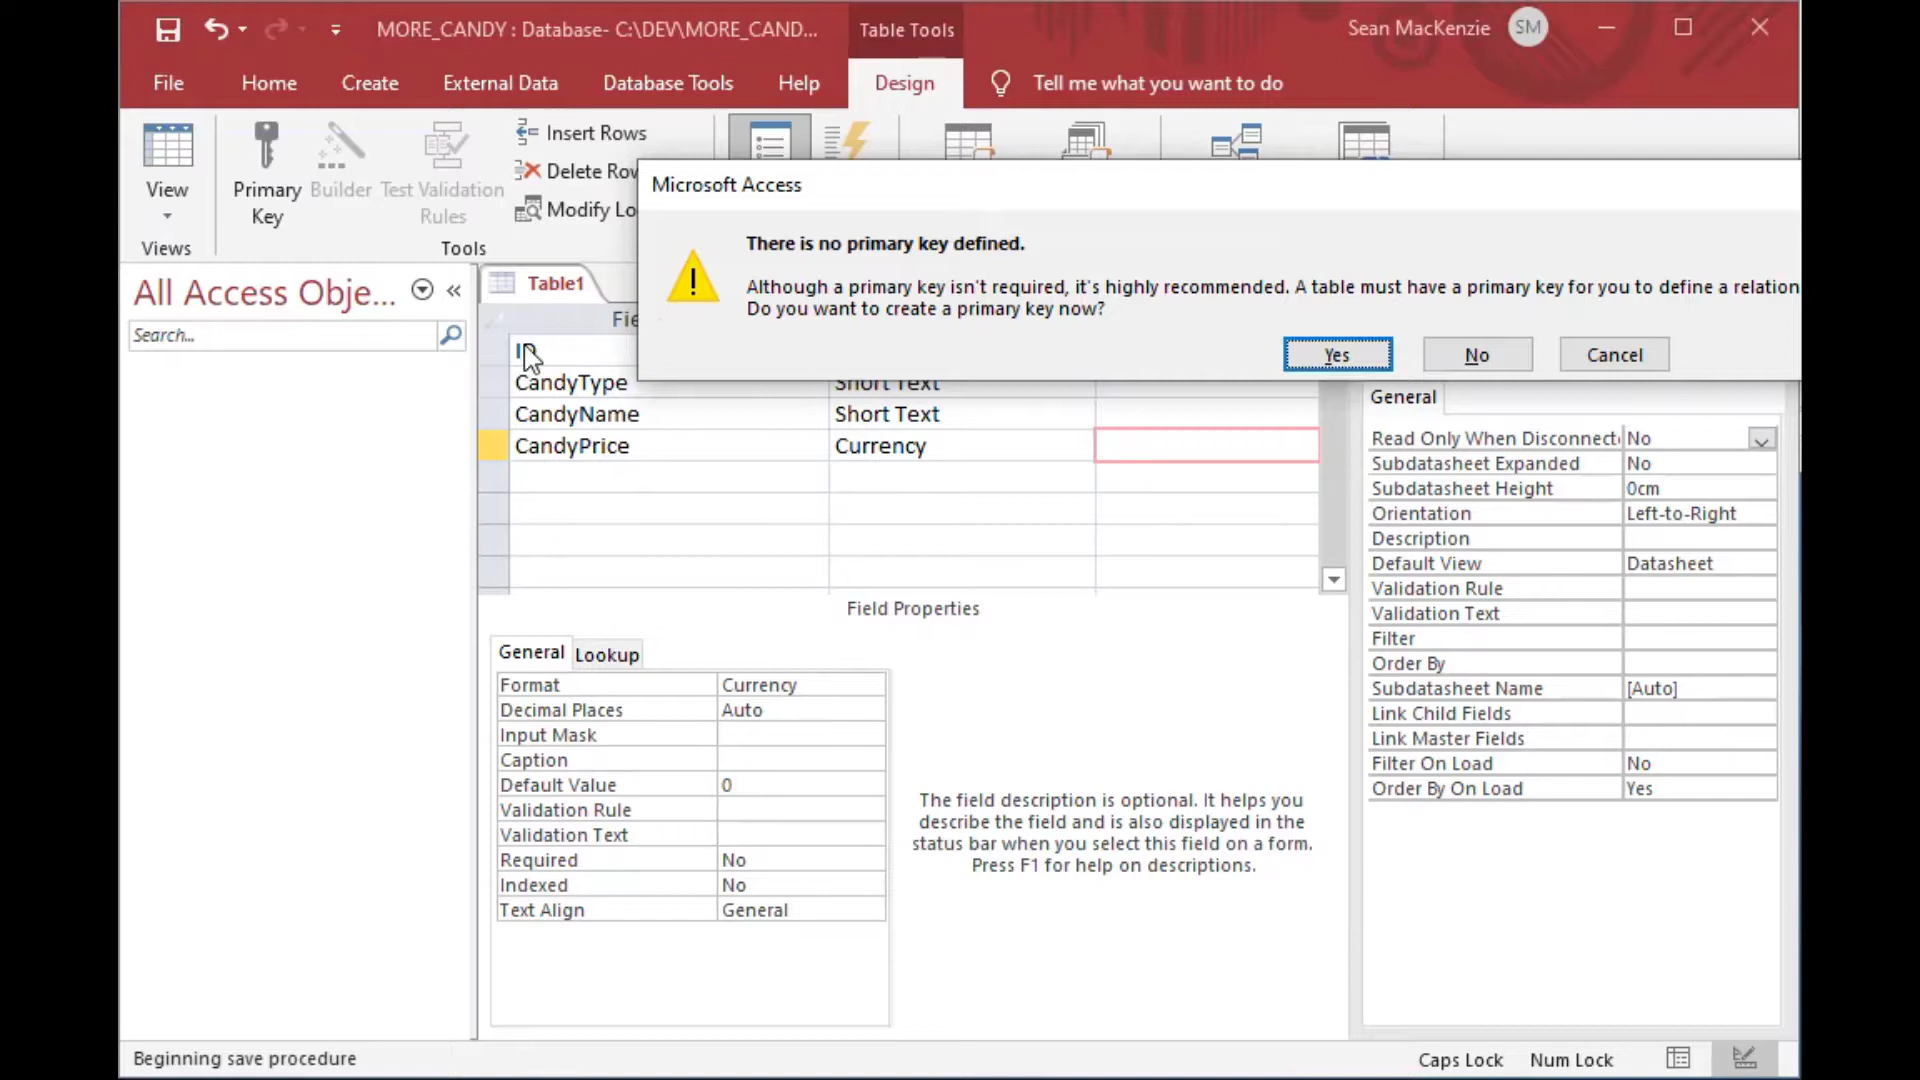 MORE_CANDY : Database- C:\DEV\MORE_CAND...
Table Tools
Sean MacKenzie
SM
File
Home
Create
External Data
Database Tools
Help
Design
Tell me what you want to do
View
Primary
Key
Builder
Test Validation
Rules
Insert Rows
Delete Row
Modify Lo
Views
Tools
Microsoft Access
There is no primary key defined.
Although a primary key isn't required, it's highly recommended. A table must have a primary key for you to define a relation
Do you want to create a primary key now?
Yes
No
Cancel
All Access Obje...
Search...
Table1
Fie
ID
CandyType
Short Text
CandyName
Short Text
CandyPrice
Currency
Field Properties
General
Lookup
Format
Currency
Decimal Places
Auto
Input Mask
Caption
Default Value
0
Validation Rule
Validation Text
Required
No
Indexed
No
Text Align
General
The field description is optional. It helps you
describe the field and is also displayed in the
status bar when you select this field on a form.
Press F1 for help on descriptions.
General
Read Only When Disconnecte
No
Subdatasheet Expanded
No
Subdatasheet Height
0cm
Orientation
Left-to-Right
Description
Default View
Datasheet
Validation Rule
Validation Text
Filter
Order By
Subdatasheet Name
[Auto]
Link Child Fields
Link Master Fields
Filter On Load
No
Order By On Load
Yes
Beginning save procedure
Caps Lock
Num Lock